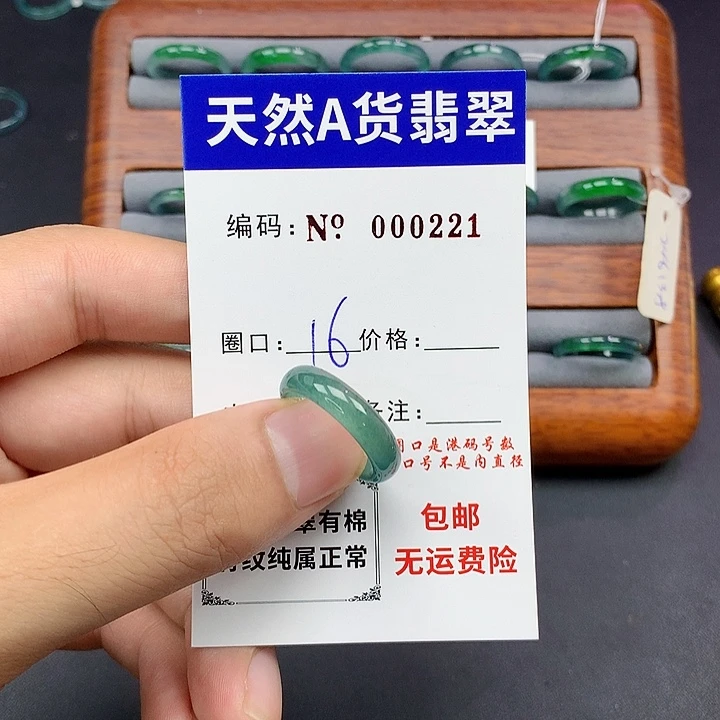 天然A货翡翠
编码: Nº 000221
圈口: 16 价格:
备注:
圈口是港码号数
口号不是内直径
翠有棉
纹纯属正常
包邮
无运费险